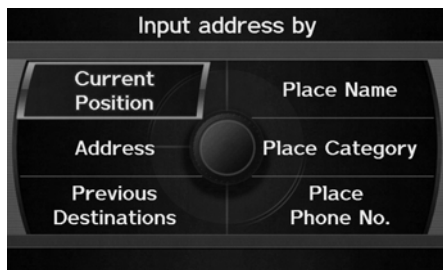 Input address by
Current
Position
Place Name
Address
Place Category
Previous
Destinations
Place
Phone No.